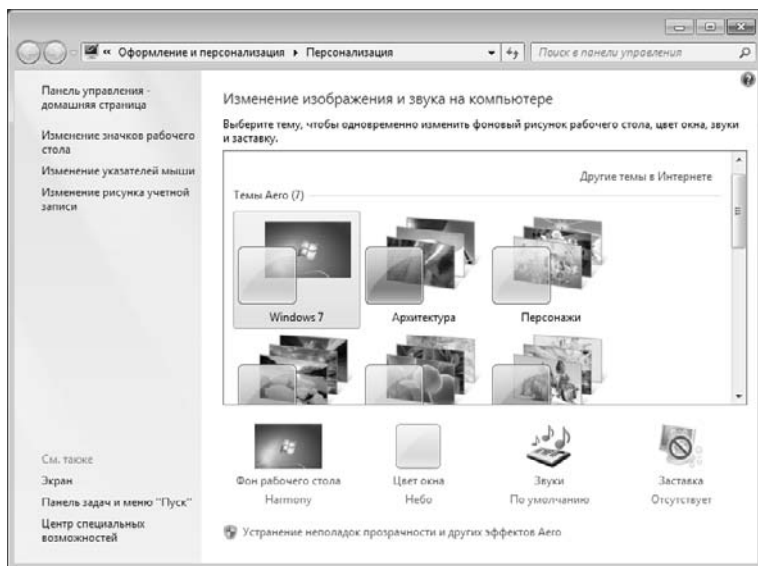 « Оформление и персонализация ▸ Персонализация
Поиск в панели управления
Панель управления -
домашняя страница
Изменение значков рабочего
стола
Изменение указателей мыши
Изменение рисунка учетной
записи
Изменение изображения и звука на компьютере
Выберите тему, чтобы одновременно изменить фоновый рисунок рабочего стола, цвет окна, звуки
и заставку.
Другие темы в Интернете
Темы Aero (7)
Windows 7
Архитектура
Персонажи
Фон рабочего стола
Harmony
Цвет окна
Небо
Звуки
По умолчанию
Заставка
Отсутствует
Устранение неполадок прозрачности и других эффектов Aero
См. также
Экран
Панель задач и меню "Пуск"
Центр специальных
возможностей